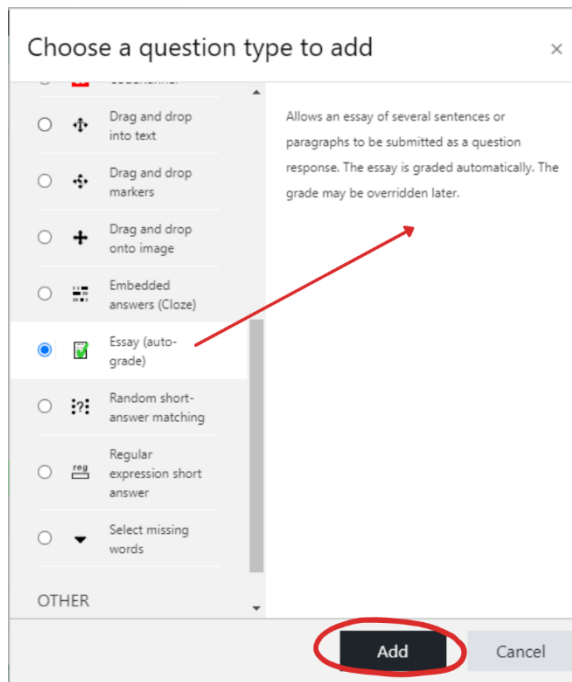 Choose a question type to add
×
Drag and drop
into text
Drag and drop
markers
Drag and drop
onto image
Embedded
answers (Cloze)
Essay (auto-
grade)
Random short-
answer matching
reg
Regular
expression short
answer
Select missing
words
OTHER
Allows an essay of several sentences or
paragraphs to be submitted as a question
response. The essay is graded automatically. The
grade may be overridden later.
Add
Cancel